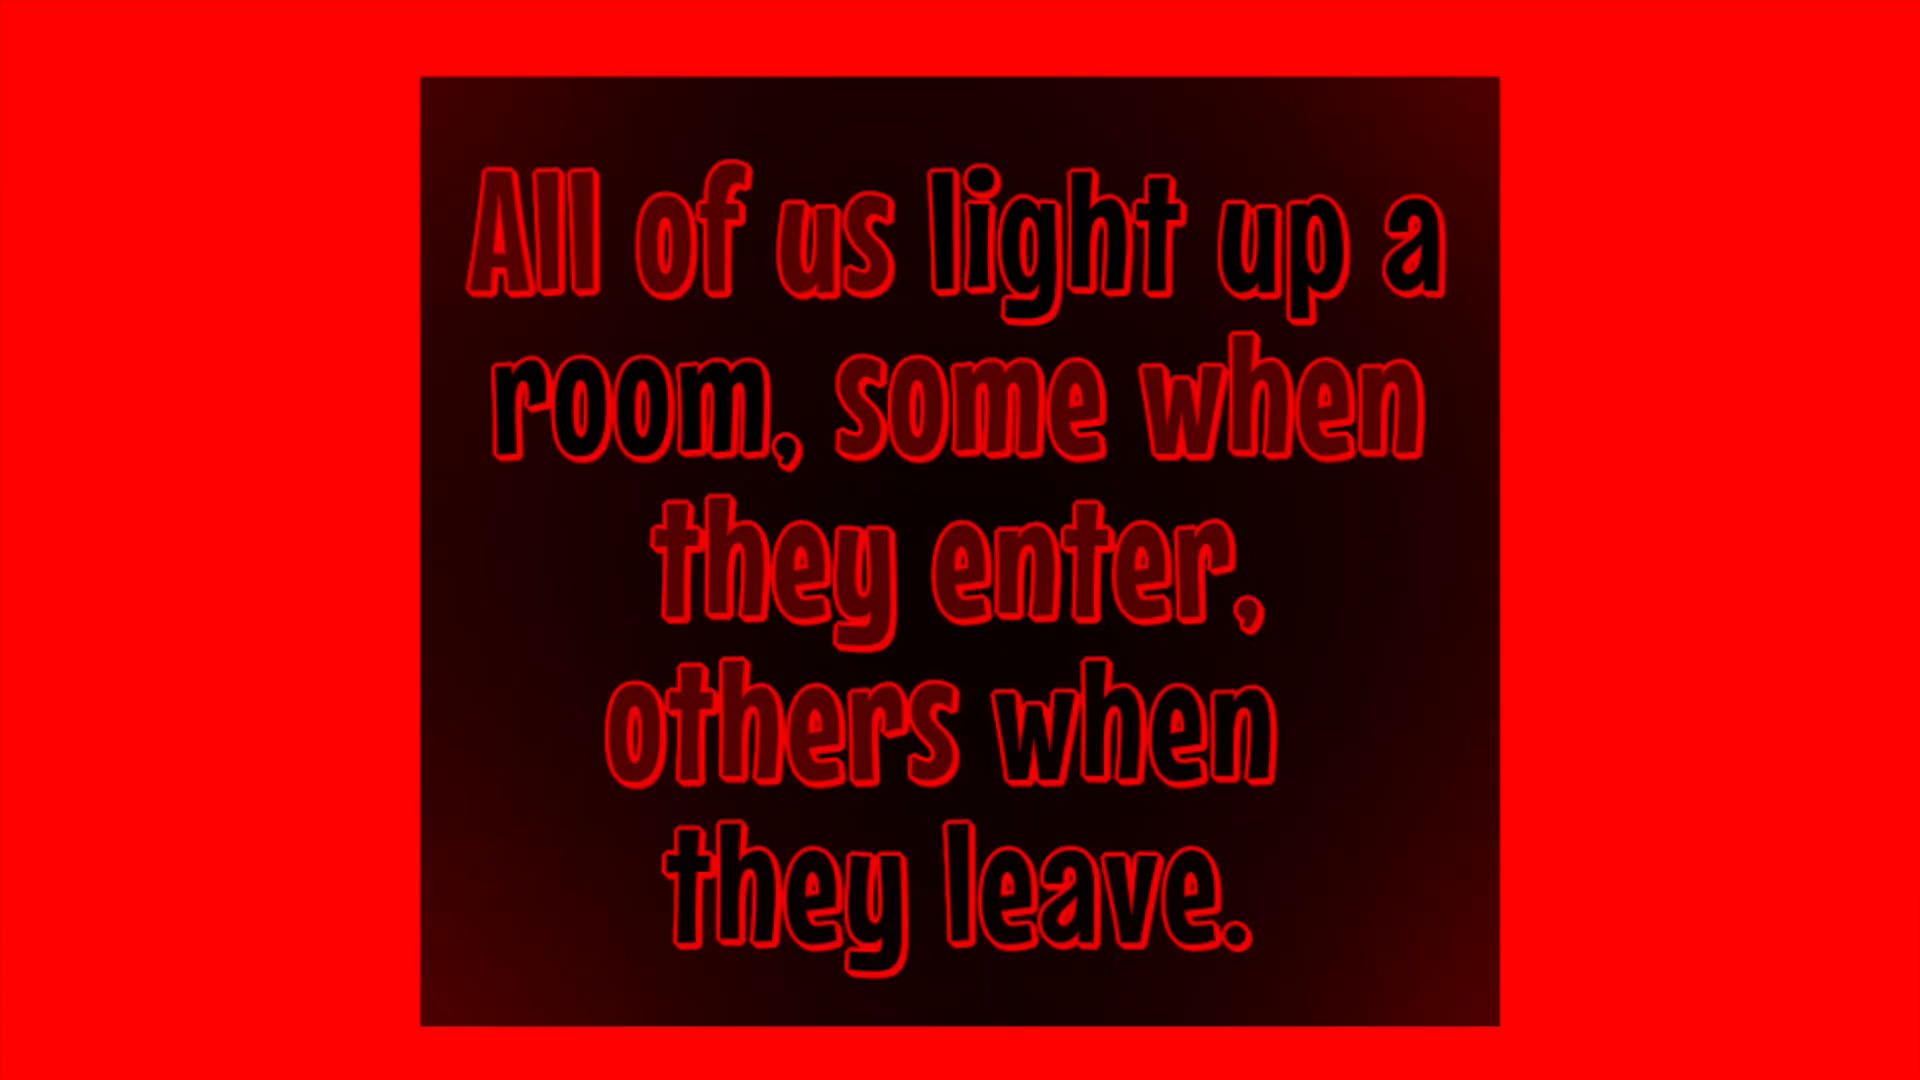 All of us light up a
room, some when
they enter,
others when
they leave.